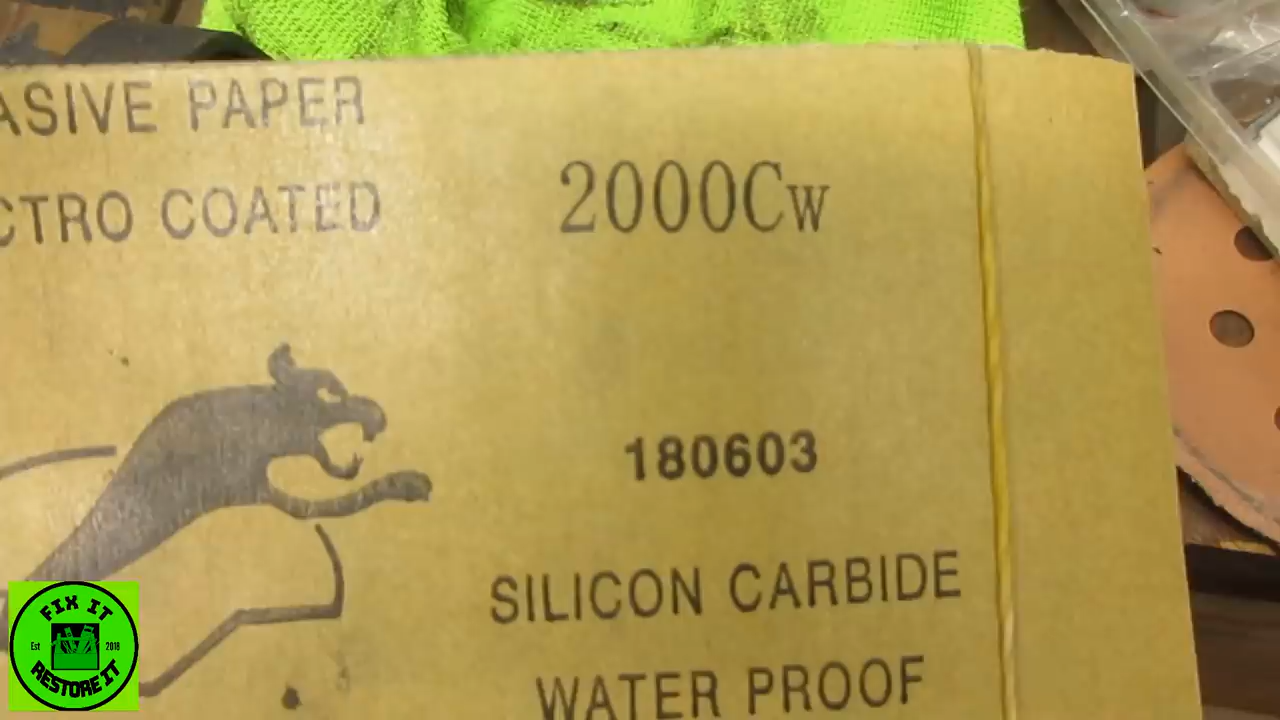 ASIVE PAPER
CTRO COATED
2000Cw
180603
SILICON CARBIDE
WATER PROOF
FIX IT
Est 2018
RESTORE IT